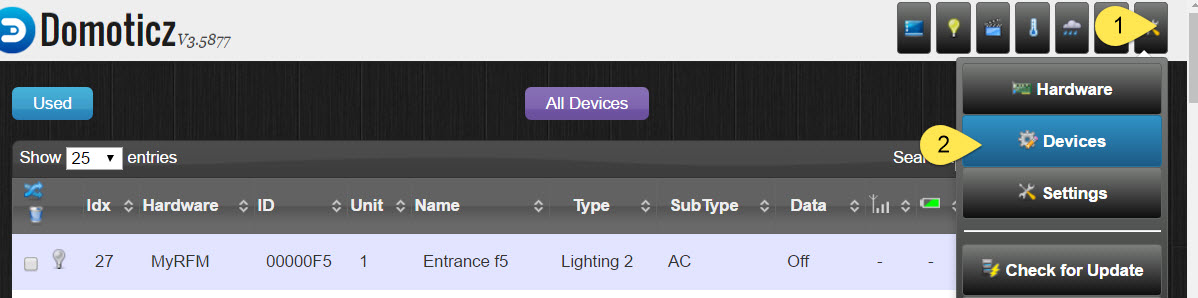 Domoticz V3.5877
1
Hardware
Used
All Devices
2
Devices
Show 25 entries
Settings
Idx Hardware ID Unit Name Type SubType Data
27 MyRFM 00000F5 1 Entrance f5 Lighting 2 AC Off - -
Check for Update